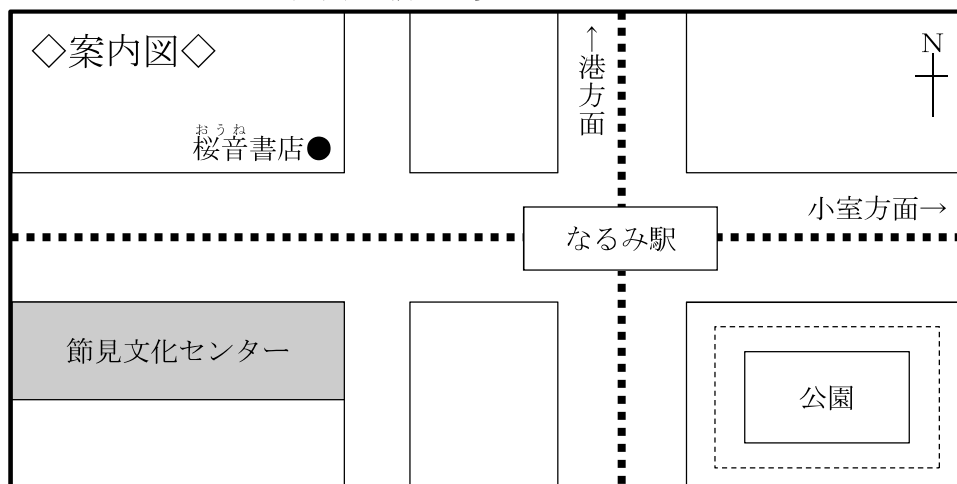 ◇案内図◇
↑港方面
N
おうね
桜音書店●
小室方面→
なるみ駅
節見文化センター
公園